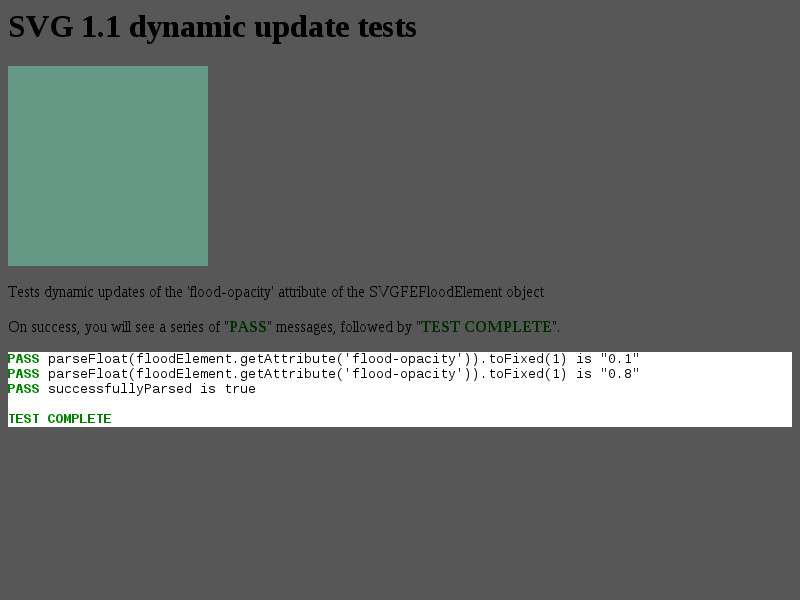 SVG 1.1 dynamic update tests
Tests dynamic updates of the 'flood-opacity' attribute of the SVGFEFloodElement object
On success, you will see a series of "PASS" messages, followed by "TEST COMPLETE".
PASS parseFloat(floodElement.getAttribute('flood-opacity')).toFixed(1) is "0.1"
PASS parseFloat(floodElement.getAttribute('flood-opacity')).toFixed(1) is "0.8"
PASS successfullyParsed is true
TEST COMPLETE